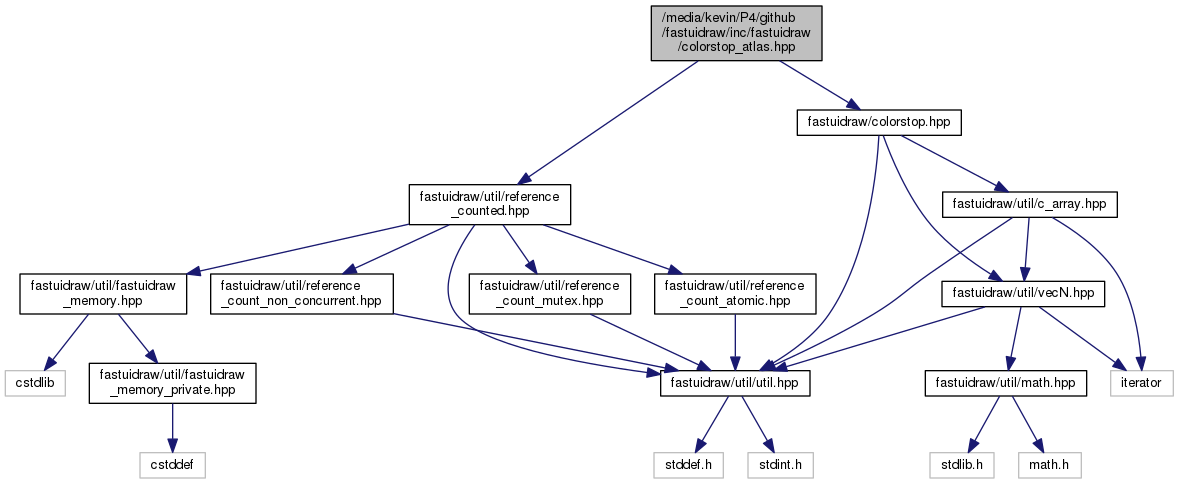 /media/kevin/P4/github
/fastuidraw/inc/fastuidraw
/colorstop_atlas.hpp
fastuidraw/colorstop.hpp
fastuidraw/util/reference
_counted.hpp
fastuidraw/util/c_array.hpp
fastuidraw/util/fastuidraw
_memory.hpp
fastuidraw/util/reference
_count_non_concurrent.hpp
fastuidraw/util/reference
_count_mutex.hpp
fastuidraw/util/reference
_count_atomic.hpp
fastuidraw/util/vecN.hpp
cstdlib
fastuidraw/util/fastuidraw
_memory_private.hpp
fastuidraw/util/util.hpp
fastuidraw/util/math.hpp
iterator
cstddef
stddef.h
stdint.h
stdlib.h
math.h